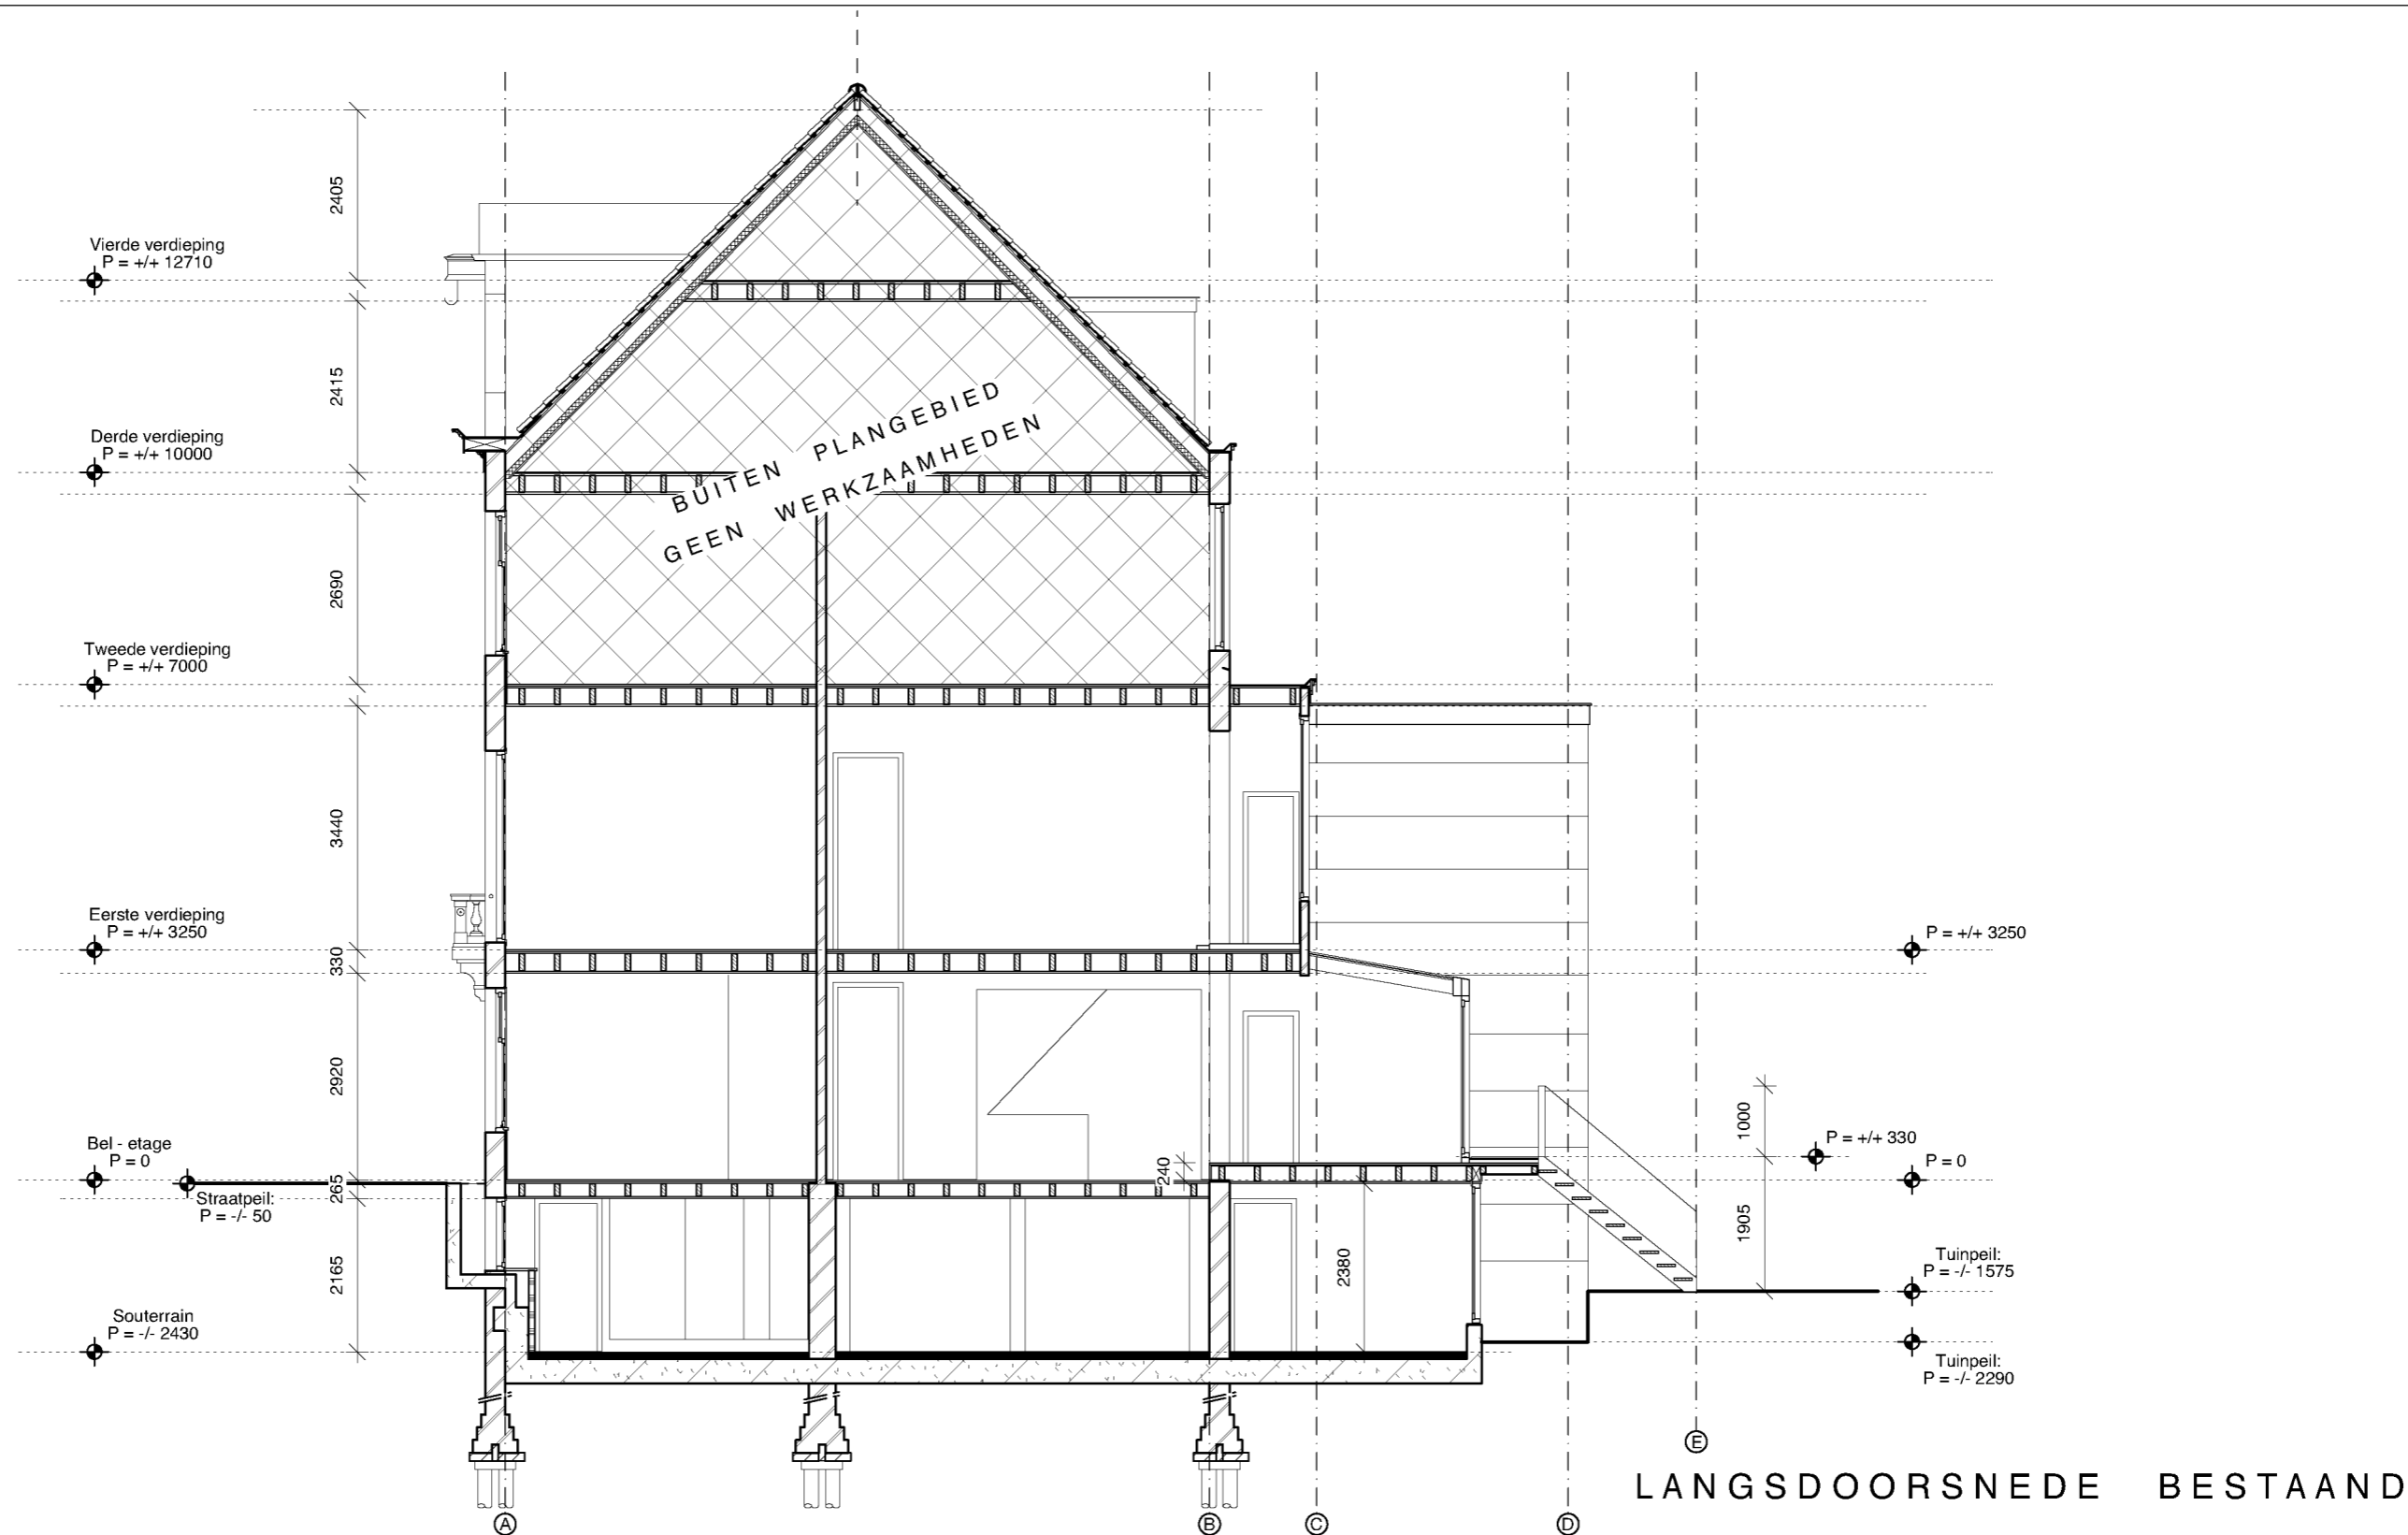 2405
Vierde verdieping
P = +/+ 12710
2415
Derde verdieping
P = +/+ 10000
BUITEN PLANGEBIED
GEEN WERKZAAMHEDEN
2690
Tweede verdieping
P = +/+ 7000
3440
Eerste verdieping
P = +/+ 3250
330
P = +/+ 3250
2920
Bel - etage
P = 0
265
Straatpeil:
P = -/- 50
2165
Souterrain
P = -/- 2430
240
2380
1000
P = +/+ 330
P = 0
1905
Tuinpeil:
P = -/- 1575
Tuinpeil:
P = -/- 2290
E
LANGSDOORSNEDE BESTAAND
A
B
C
D